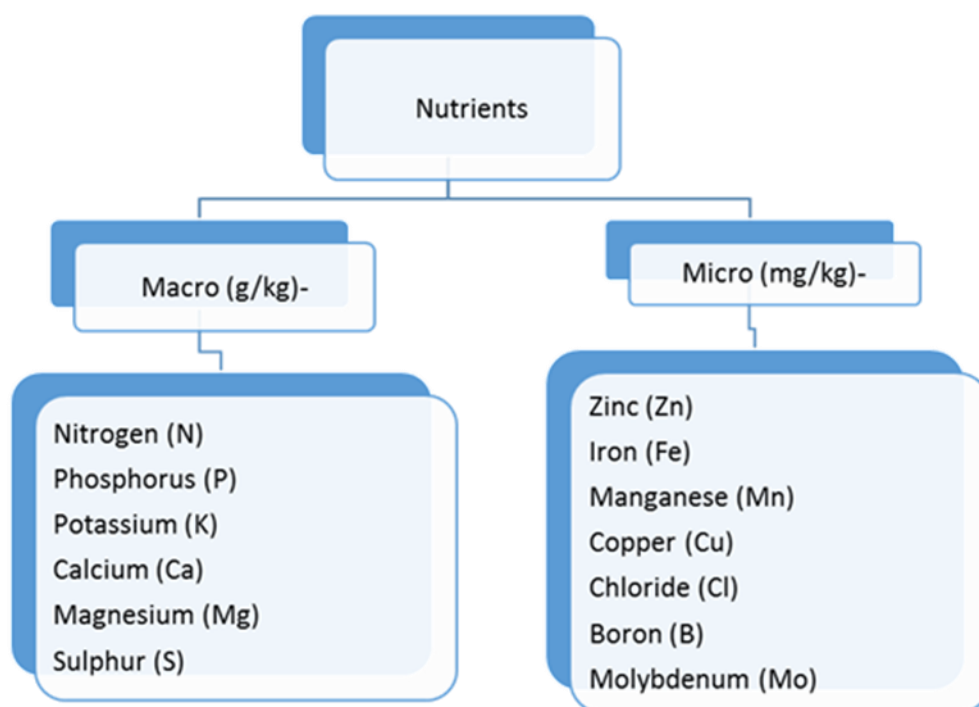 Nutrients
Macro (g/kg)-
Micro (mg/kg)-
Nitrogen (N)
Phosphorus (P)
Potassium (K)
Calcium (Ca)
Magnesium (Mg)
Sulphur (S)
Zinc (Zn)
Iron (Fe)
Manganese (Mn)
Copper (Cu)
Chloride (Cl)
Boron (B)
Molybdenum (Mo)